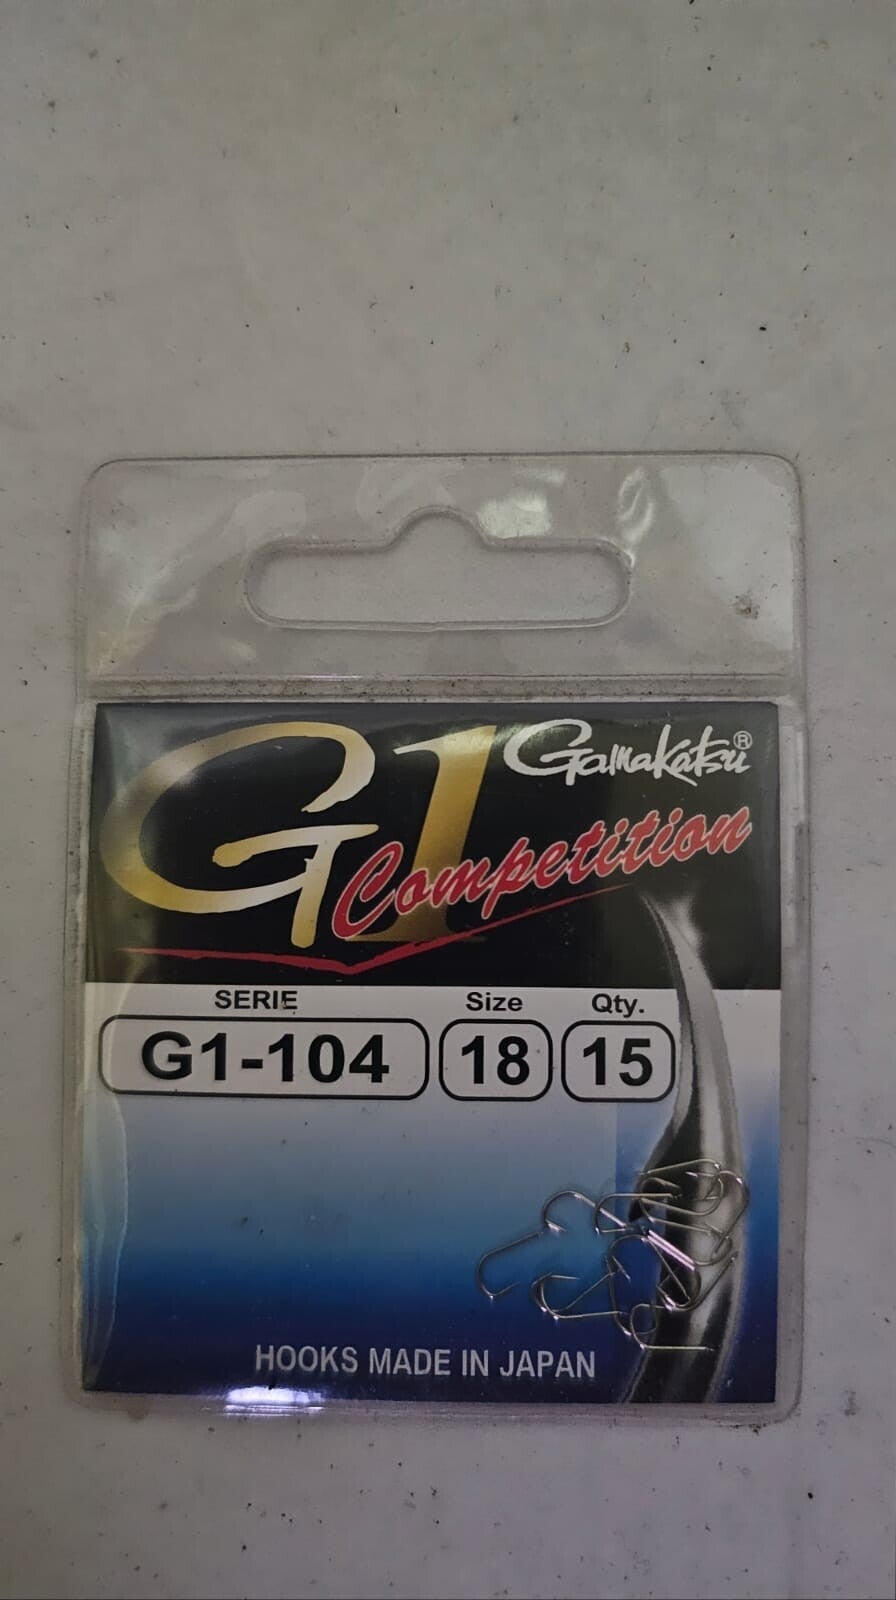 G1 Gamakatsu®
Competition
SERIE Size Qty.
G1-104 18 15
HOOKS MADE IN JAPAN